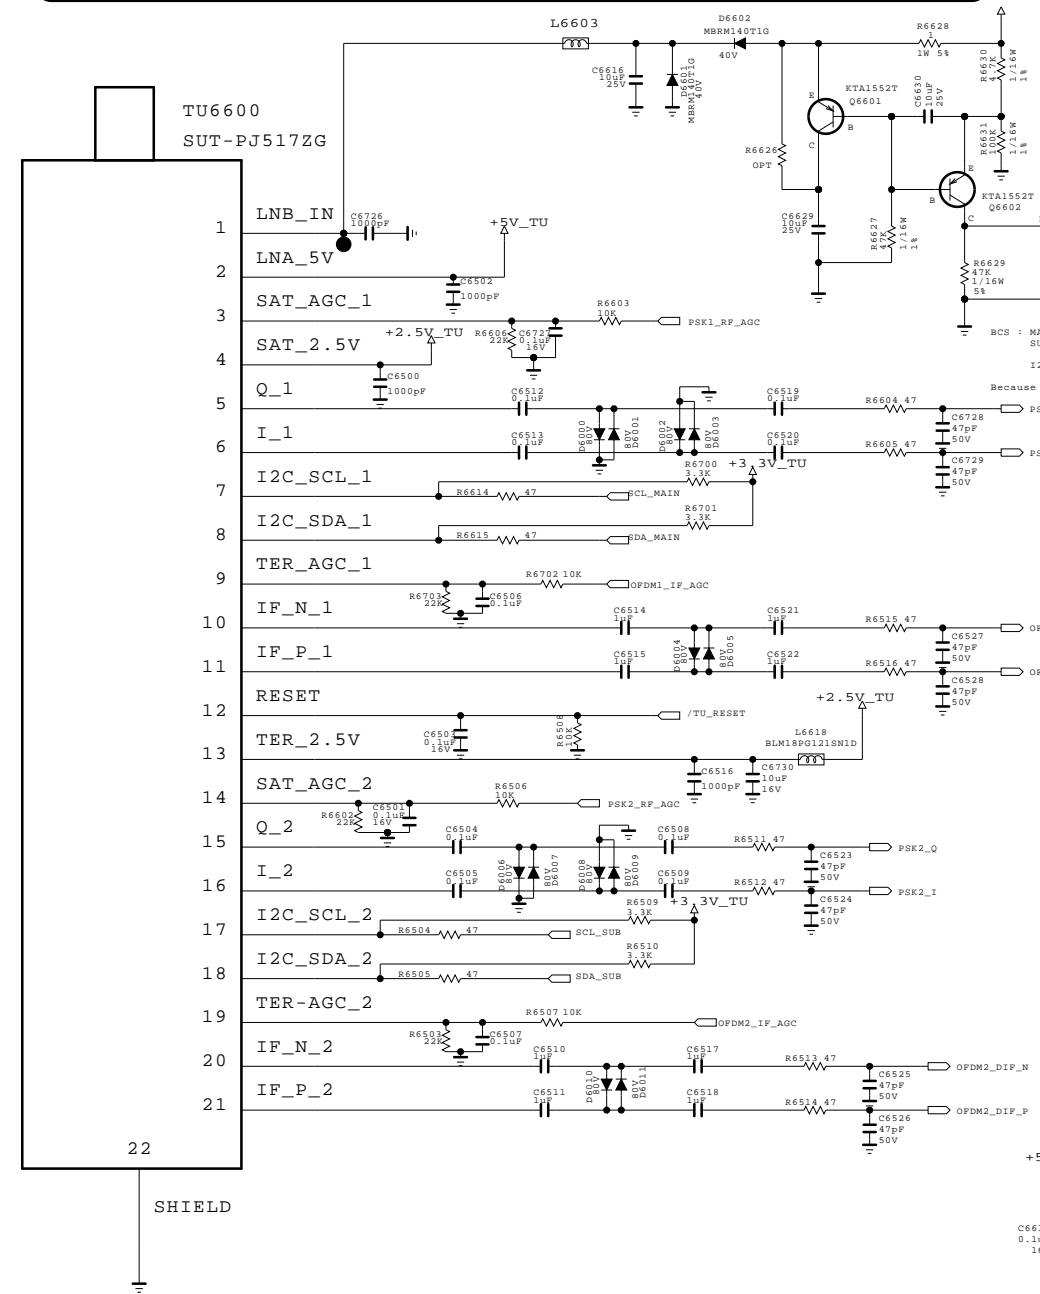 L6603
D6602
MBRM140T1G
40V
R6628
1
1W 5%
C6616
10uF
25V
D6601
MBRM140T1G
40V
R6630
4.7K
1/16W
1%
C6630
10uF
25V
KTA1552T
Q6601
E
B
C
R6631
100K
1/16W
1%
R6626
OPT
E
B
C
KTA1552T
Q6602
C6629
10uF
25V
R6627
47K
1/16W
1%
R6629
47K
1/16W
5%
BCS : MA
I2
Because
TU6600
SUT-PJ517ZG
1
LNB_IN
C6726
1000pF
+5V_TU
2
LNA_5V
C6502
1000pF
3
SAT_AGC_1
R6603
10K
PSK1_RF_AGC
R6606
22K
C6727
0.1uF
16V
+2.5V_TU
4
SAT_2.5V
C6500
1000pF
5
Q_1
C6512
0.1uF
C6519
0.1uF
R6604 47
PS
D6000
80V
80V
D6001
D6002
80V
80V
D6003
C6728
47pF
50V
6
I_1
C6513
0.1uF
C6520
0.1uF
R6605 47
PS
C6729
47pF
50V
7
I2C_SCL_1
R6614 47
SCL_MAIN
R6700
3.3K
+3.3V_TU
8
I2C_SDA_1
R6615 47
SDA_MAIN
R6701
3.3K
9
TER_AGC_1
R6702 10K
OFDM1_IF_AGC
R6703
22K
C6506
0.1uF
10
IF_N_1
C6514
1uF
C6521
1uF
R6515 47
OF
D6004
80V
80V
D6005
C6527
47pF
50V
11
IF_P_1
C6515
1uF
C6522
1uF
R6516 47
OF
C6528
47pF
50V
12
RESET
/TU_RESET
C6503
0.1uF
16V
R6508
10K
+2.5V_TU
13
TER_2.5V
L6618
BLM18PG121SN1D
C6516
1000pF
C6730
10uF
16V
14
SAT_AGC_2
R6506
10K
PSK2_RF_AGC
R6602
22K
C6501
0.1uF
16V
15
Q_2
C6504
0.1uF
C6508
0.1uF
R6511 47
PSK2_Q
D6006
80V
80V
D6007
D6008
80V
80V
D6009
C6523
47pF
50V
16
I_2
C6505
0.1uF
C6509
0.1uF
R6512 47
PSK2_I
C6524
47pF
50V
17
I2C_SCL_2
R6504 47
SCL_SUB
R6509
3.3K
+3.3V_TU
18
I2C_SDA_2
R6505 47
SDA_SUB
R6510
3.3K
19
TER-AGC_2
R6507 10K
OFDM2_IF_AGC
R6503
22K
C6507
0.1uF
20
IF_N_2
C6510
1uF
C6517
1uF
R6513 47
OFDM2_DIF_N
D6010
80V
80V
D6011
C6525
47pF
50V
21
IF_P_2
C6511
1uF
C6518
1uF
R6514 47
OFDM2_DIF_P
C6526
47pF
50V
22
SHIELD
+5
C663
0.1u
16